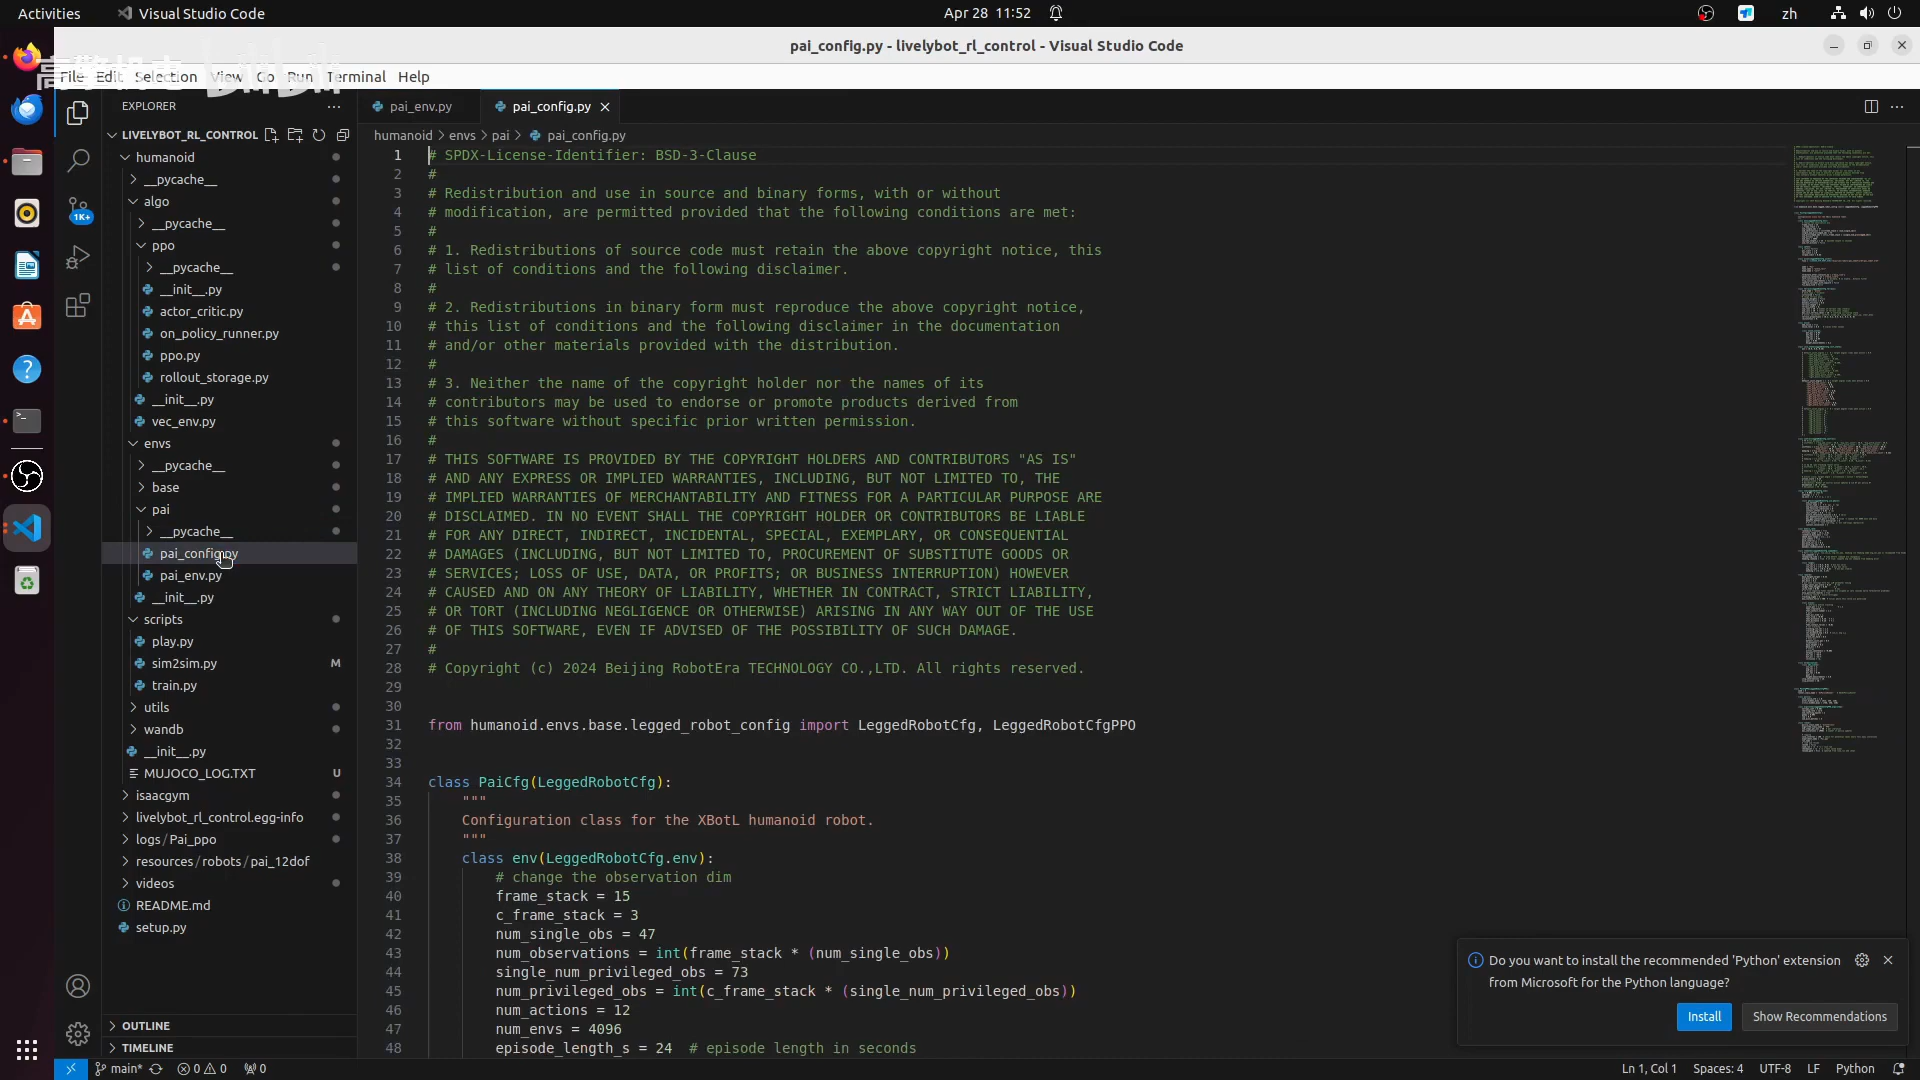 Activities
Visual Studio Code
Apr 28 11:52
zh
pai_config.py - livelybot_rl_control - Visual Studio Code
File Edit Selection View Go Run Terminal Help
高擎机电 bilibili
EXPLORER
pai_env.py
pai_config.py
LIVELYBOT_RL_CONTROL
humanoid > envs > pai > pai_config.py
humanoid
__pycache__
algo
__pycache__
ppo
__pycache__
__init__.py
actor_critic.py
on_policy_runner.py
ppo.py
rollout_storage.py
__init__.py
vec_env.py
envs
__pycache__
base
pai
__pycache__
pai_config.py
pai_env.py
__init__.py
scripts
play.py
sim2sim.py M
train.py
utils
wandb
__init__.py
MUJOCO_LOG.TXT U
isaacgym
livelybot_rl_control.egg-info
logs/Pai_ppo
resources/robots/pai_12dof
videos
README.md
setup.py
OUTLINE
TIMELINE
1K+
1 # SPDX-License-Identifier: BSD-3-Clause
2 #
3 # Redistribution and use in source and binary forms, with or without
4 # modification, are permitted provided that the following conditions are met:
5 #
6 # 1. Redistributions of source code must retain the above copyright notice, this
7 # list of conditions and the following disclaimer.
8 #
9 # 2. Redistributions in binary form must reproduce the above copyright notice,
10 # this list of conditions and the following disclaimer in the documentation
11 # and/or other materials provided with the distribution.
12 #
13 # 3. Neither the name of the copyright holder nor the names of its
14 # contributors may be used to endorse or promote products derived from
15 # this software without specific prior written permission.
16 #
17 # THIS SOFTWARE IS PROVIDED BY THE COPYRIGHT HOLDERS AND CONTRIBUTORS "AS IS"
18 # AND ANY EXPRESS OR IMPLIED WARRANTIES, INCLUDING, BUT NOT LIMITED TO, THE
19 # IMPLIED WARRANTIES OF MERCHANTABILITY AND FITNESS FOR A PARTICULAR PURPOSE ARE
20 # DISCLAIMED. IN NO EVENT SHALL THE COPYRIGHT HOLDER OR CONTRIBUTORS BE LIABLE
21 # FOR ANY DIRECT, INDIRECT, INCIDENTAL, SPECIAL, EXEMPLARY, OR CONSEQUENTIAL
22 # DAMAGES (INCLUDING, BUT NOT LIMITED TO, PROCUREMENT OF SUBSTITUTE GOODS OR
23 # SERVICES; LOSS OF USE, DATA, OR PROFITS; OR BUSINESS INTERRUPTION) HOWEVER
24 # CAUSED AND ON ANY THEORY OF LIABILITY, WHETHER IN CONTRACT, STRICT LIABILITY,
25 # OR TORT (INCLUDING NEGLIGENCE OR OTHERWISE) ARISING IN ANY WAY OUT OF THE USE
26 # OF THIS SOFTWARE, EVEN IF ADVISED OF THE POSSIBILITY OF SUCH DAMAGE.
27 #
28 # Copyright (c) 2024 Beijing RobotEra TECHNOLOGY CO.,LTD. All rights reserved.
29
30
31 from humanoid.envs.base.legged_robot_config import LeggedRobotCfg, LeggedRobotCfgPPO
32
33
34 class PaiCfg(LeggedRobotCfg):
35 """
36 Configuration class for the XBotL humanoid robot.
37 """
38 class env(LeggedRobotCfg.env):
39 # change the observation dim
40 frame_stack = 15
41 c_frame_stack = 3
42 num_single_obs = 47
43 num_observations = int(frame_stack * (num_single_obs))
44 single_num_privileged_obs = 73
45 num_privileged_obs = int(c_frame_stack * (single_num_privileged_obs))
46 num_actions = 12
47 num_envs = 4096
48 episode_length_s = 24 # episode length in seconds
Do you want to install the recommended 'Python' extension
from Microsoft for the Python language?
Install
Show Recommendations
main* 0 0 0
Ln 1, Col 1 Spaces: 4 UTF-8 LF Python